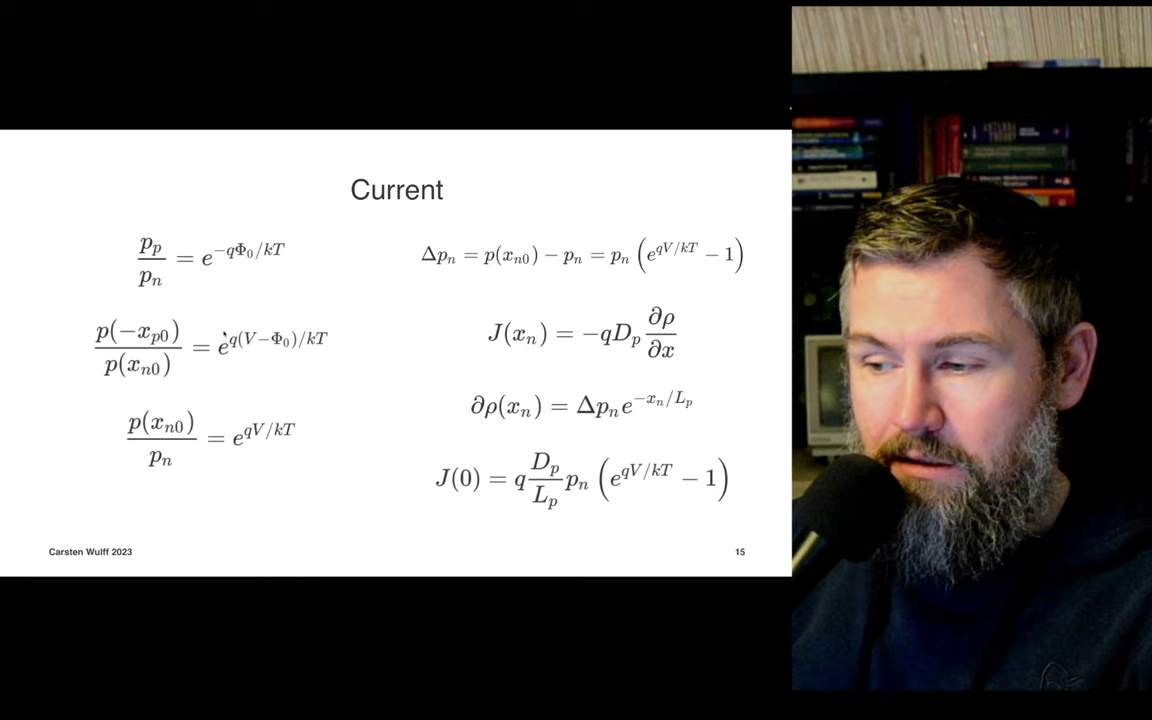 Current
p_p / p_n = e^{-qΦ_0/kT}
p(-x_{p0}) / p(x_{n0}) = e^{q(V-Φ_0)/kT}
p(x_{n0}) / p_n = e^{qV/kT}
Δp_n = p(x_{n0}) - p_n = p_n (e^{qV/kT} - 1)
J(x_n) = -qD_p ∂ρ / ∂x
∂ρ(x_n) = Δp_n e^{-x_n/L_p}
J(0) = q D_p / L_p p_n (e^{qV/kT} - 1)
Carsten Wulff 2023
15